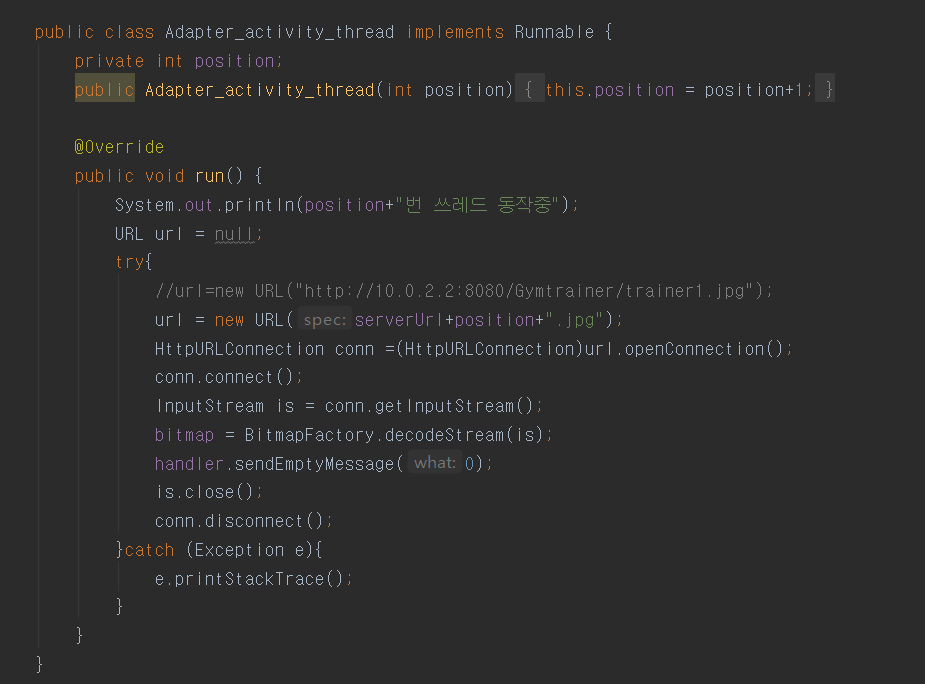 public class Adapter_activity_thread implements Runnable {
private int position;
public Adapter_activity_thread(int position) { this.position = position+1; }
@Override
public void run() {
System.out.println(position+"번 쓰레드 동작중");
URL url = null;
try{
//url=new URL("http://10.0.2.2:8080/Gymtrainer/trainer1.jpg");
url = new URL( spec: serverUrl+position+".jpg");
HttpURLConnection conn =(HttpURLConnection)url.openConnection();
conn.connect();
InputStream is = conn.getInputStream();
bitmap = BitmapFactory.decodeStream(is);
handler.sendEmptyMessage( what: 0);
is.close();
conn.disconnect();
}catch (Exception e){
e.printStackTrace();
}
}
}